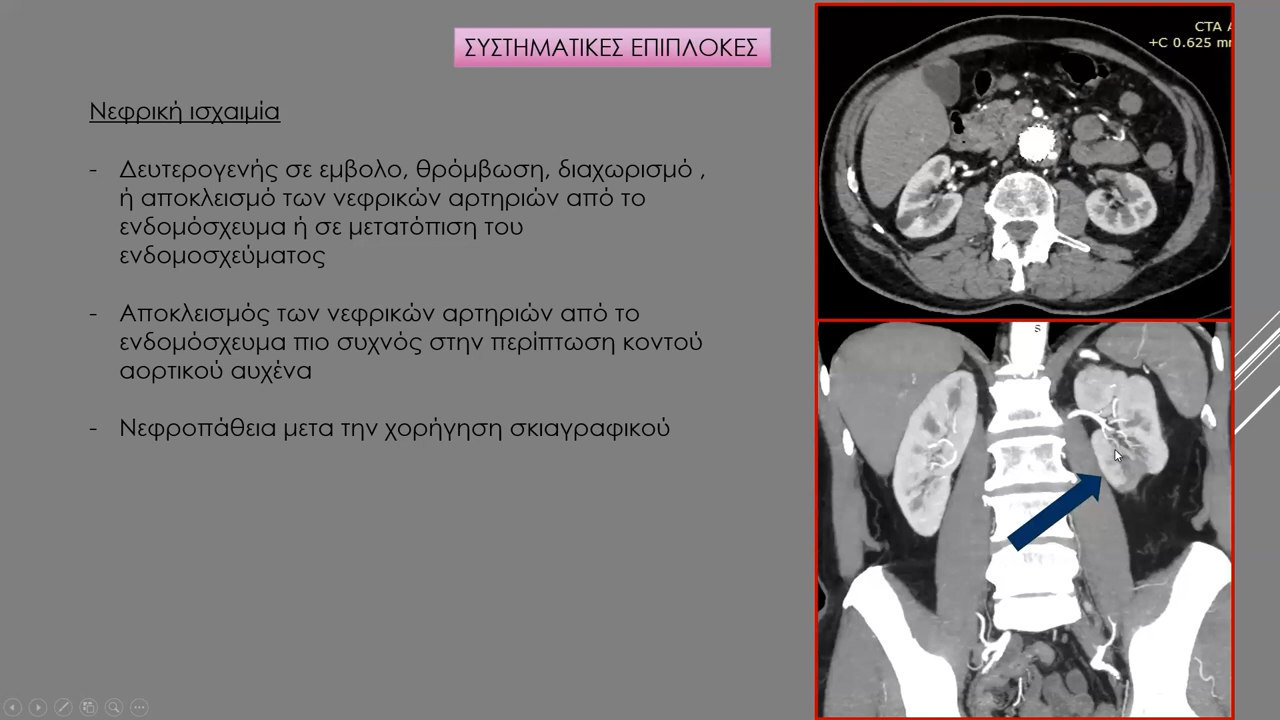 ΣΥΣΤΗΜΑΤΙΚΕΣ ΕΠΙΠΛΟΚΕΣ
Νεφρική ισχαιμία
- Δευτερογενής σε εμβολο, θρόμβωση, διαχωρισμό ,
ή αποκλεισμό των νεφρικών αρτηριών από το
ενδομόσχευμα ή σε μετατόπιση του
ενδομοσχεύματος
- Αποκλεισμός των νεφρικών αρτηριών από το
ενδομόσχευμα πιο συχνός στην περίπτωση κοντού
αορτικού αυχένα
- Νεφροπάθεια μετα την χορήγηση σκιαγραφικού
CTA
+C 0.625
S